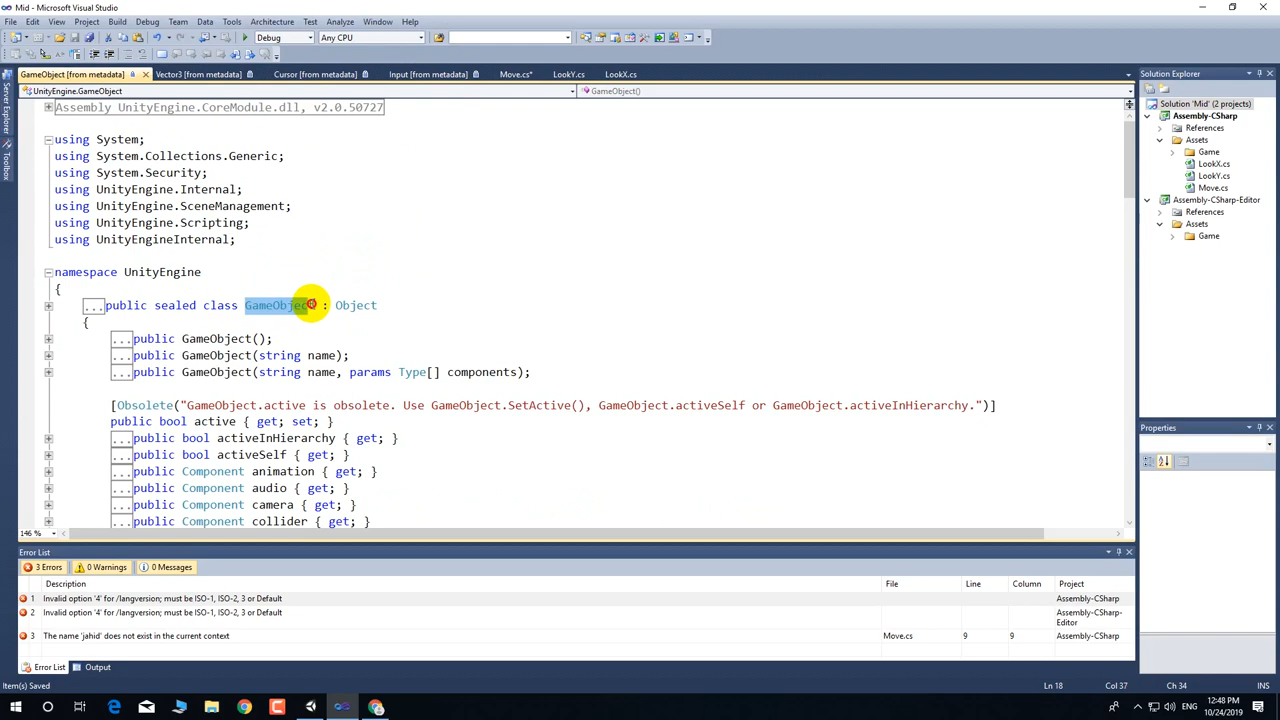 Mid - Microsoft Visual Studio
File Edit View Project Build Debug Team Data Tools Architecture Test Analyze Window Help
Debug Any CPU
GameObject [from metadata] Vector3 [from metadata] Cursor [from metadata] Input [from metadata] Move.cs* LookY.cs LookX.cs
UnityEngine.GameObject GameObject()
Assembly UnityEngine.CoreModule.dll, v2.0.50727
using System;
using System.Collections.Generic;
using System.Security;
using UnityEngine.Internal;
using UnityEngine.SceneManagement;
using UnityEngine.Scripting;
using UnityEngineInternal;
namespace UnityEngine
{
...public sealed class GameObject : Object
{
...public GameObject();
...public GameObject(string name);
...public GameObject(string name, params Type[] components);
[Obsolete("GameObject.active is obsolete. Use GameObject.SetActive(), GameObject.activeSelf or GameObject.activeInHierarchy.")]
public bool active { get; set; }
...public bool activeInHierarchy { get; }
...public bool activeSelf { get; }
...public Component animation { get; }
...public Component audio { get; }
...public Component camera { get; }
...public Component collider { get; }
146 %
Server Explorer
Toolbox
Solution Explorer
Solution 'Mid' (2 projects)
Assembly-CSharp
References
Assets
Game
LookX.cs
LookY.cs
Move.cs
Assembly-CSharp-Editor
References
Assets
Game
Properties
Error List
3 Errors 0 Warnings 0 Messages
Description File Line Column Project
1 Invalid option '4' for /langversion; must be ISO-1, ISO-2, 3 or Default Assembly-CSharp
2 Invalid option '4' for /langversion; must be ISO-1, ISO-2, 3 or Default Assembly-CSharp-Editor
3 The name 'jahid' does not exist in the current context Move.cs 9 9 Assembly-CSharp
Error List Output
Item(s) Saved Ln 18 Col 37 Ch 34 INS
ENG 12:48 PM
10/24/2019